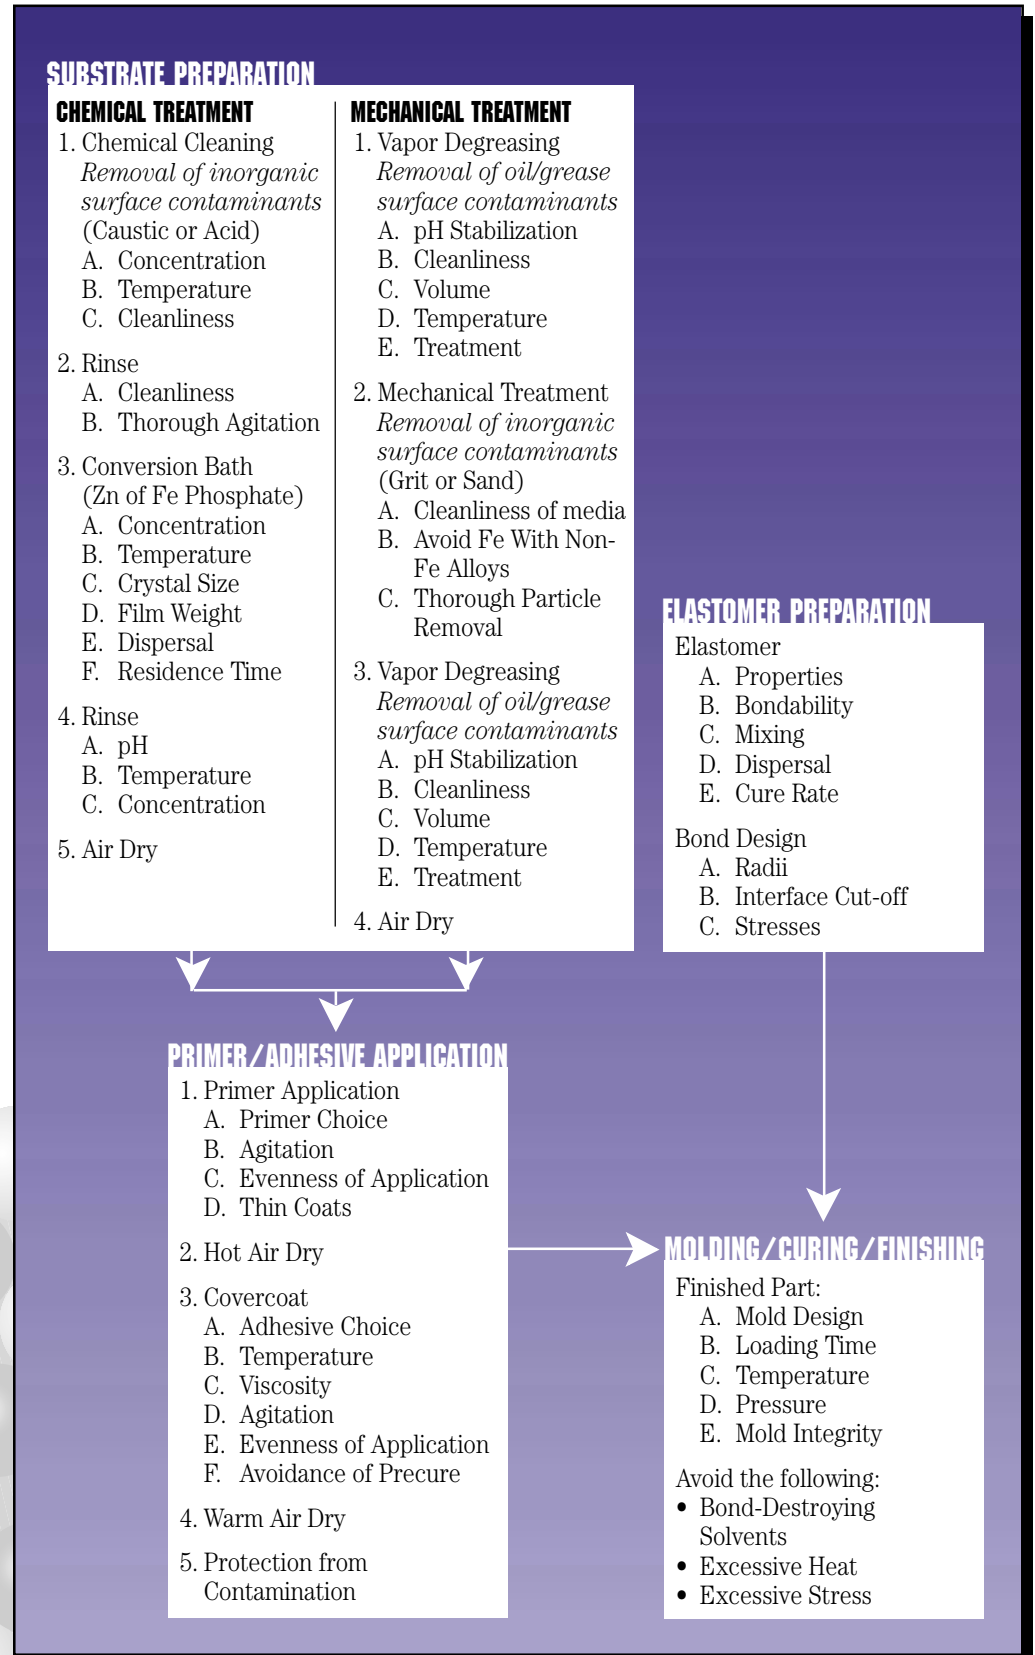 SUBSTRATE PREPARATION
CHEMICAL TREATMENT
1. Chemical Cleaning
Removal of inorganic
surface contaminants
(Caustic or Acid)
A. Concentration
B. Temperature
C. Cleanliness
2. Rinse
A. Cleanliness
B. Thorough Agitation
3. Conversion Bath
(Zn of Fe Phosphate)
A. Concentration
B. Temperature
C. Crystal Size
D. Film Weight
E. Dispersal
F. Residence Time
4. Rinse
A. pH
B. Temperature
C. Concentration
5. Air Dry
MECHANICAL TREATMENT
1. Vapor Degreasing
Removal of oil/grease
surface contaminants
A. pH Stabilization
B. Cleanliness
C. Volume
D. Temperature
E. Treatment
2. Mechanical Treatment
Removal of inorganic
surface contaminants
(Grit or Sand)
A. Cleanliness of media
B. Avoid Fe With Non-
Fe Alloys
C. Thorough Particle
Removal
3. Vapor Degreasing
Removal of oil/grease
surface contaminants
A. pH Stabilization
B. Cleanliness
C. Volume
D. Temperature
E. Treatment
4. Air Dry
ELASTOMER PREPARATION
Elastomer
A. Properties
B. Bondability
C. Mixing
D. Dispersal
E. Cure Rate
Bond Design
A. Radii
B. Interface Cut-off
C. Stresses
PRIMER/ADHESIVE APPLICATION
1. Primer Application
A. Primer Choice
B. Agitation
C. Evenness of Application
D. Thin Coats
2. Hot Air Dry
3. Covercoat
A. Adhesive Choice
B. Temperature
C. Viscosity
D. Agitation
E. Evenness of Application
F. Avoidance of Precure
4. Warm Air Dry
5. Protection from
Contamination
MOLDING/CURING/FINISHING
Finished Part:
A. Mold Design
B. Loading Time
C. Temperature
D. Pressure
E. Mold Integrity
Avoid the following:
• Bond-Destroying
Solvents
• Excessive Heat
• Excessive Stress